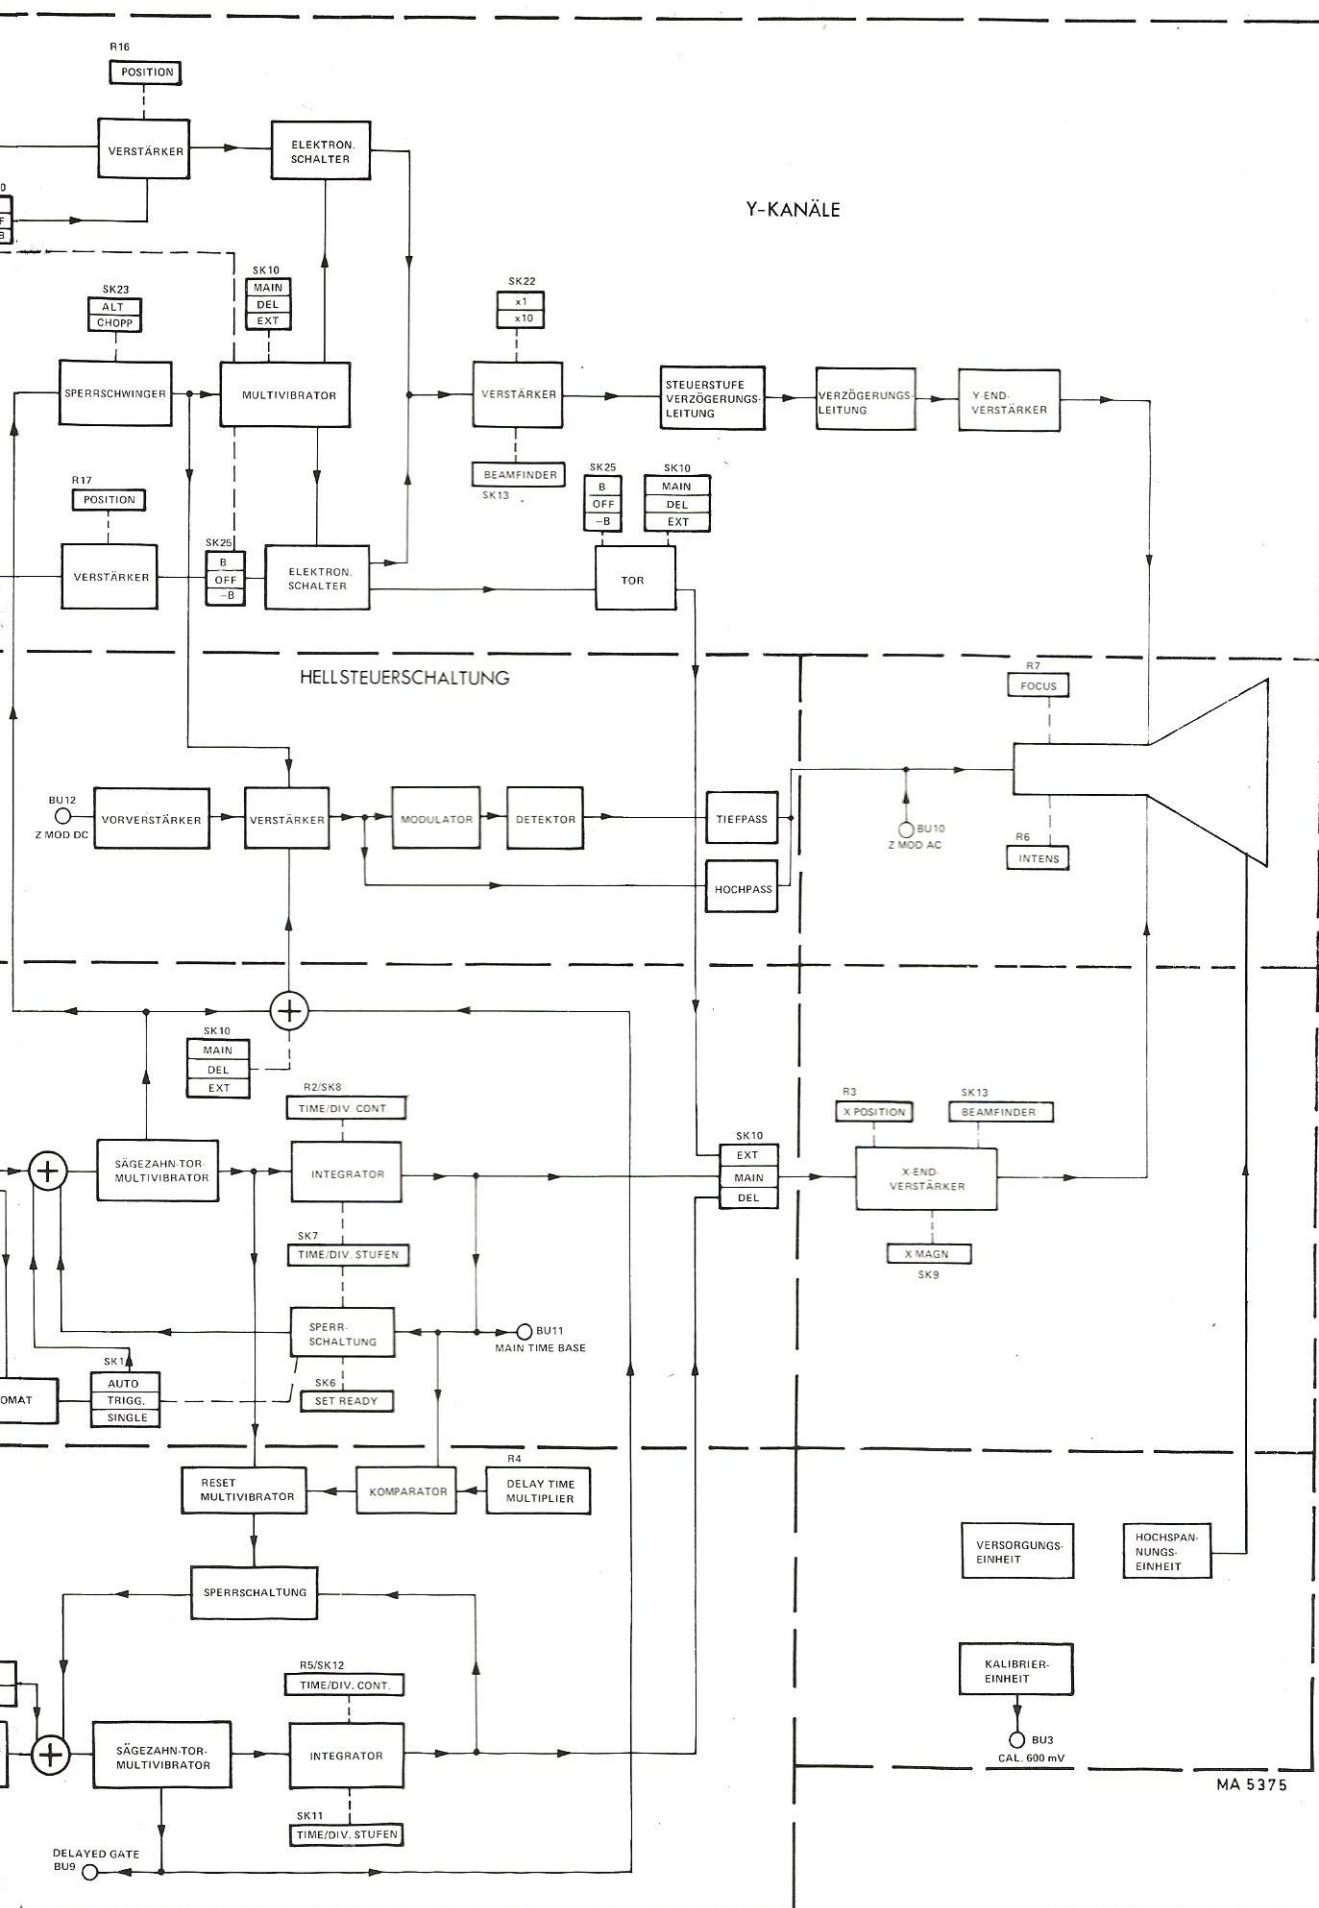 R16
POSITION
VERSTÄRKER
ELEKTRON.
SCHALTER
Y-KANÄLE
0
F
B
SK23
ALT
CHOPP
SK10
MAIN
DEL
EXT
SK22
x1
x10
SPERRSCHWINGER
MULTIVIBRATOR
VERSTÄRKER
STEUERSTUFE
VERZÖGERUNGS-
LEITUNG
VERZÖGERUNGS-
LEITUNG
Y-END-
VERSTÄRKER
BEAMFINDER
SK13
R17
POSITION
SK25
B
OFF
-B
SK10
MAIN
DEL
EXT
VERSTÄRKER
SK25
B
OFF
-B
ELEKTRON.
SCHALTER
TOR
HELLSTEUERSCHALTUNG
R7
FOCUS
BU12
Z MOD DC
VORVERSTÄRKER
VERSTÄRKER
MODULATOR
DETEKTOR
TIEFPASS
HOCHPASS
BU10
Z MOD AC
R6
INTENS
SK10
MAIN
DEL
EXT
R2/SK8
TIME/DIV. CONT.
SÄGEZAHN-TOR-
MULTIVIBRATOR
INTEGRATOR
SK10
EXT
MAIN
DEL
R3
X POSITION
SK13
BEAMFINDER
X-END-
VERSTÄRKER
X MAGN
SK9
SK7
TIME/DIV. STUFEN
SPERR-
SCHALTUNG
BU11
MAIN TIME BASE
SK1
AUTO
TRIGG.
SINGLE
OMAT
SK6
SET READY
RESET
MULTIVIBRATOR
KOMPARATOR
R4
DELAY TIME
MULTIPLIER
VERSORGUNGS-
EINHEIT
HOCHSPAN-
NUNGS-
EINHEIT
SPERRSCHALTUNG
R5/SK12
TIME/DIV. CONT.
KALIBRIER-
EINHEIT
SÄGEZAHN-TOR-
MULTIVIBRATOR
INTEGRATOR
BU3
CAL. 600 mV
MA 5375
SK11
TIME/DIV. STUFEN
DELAYED GATE
BU9